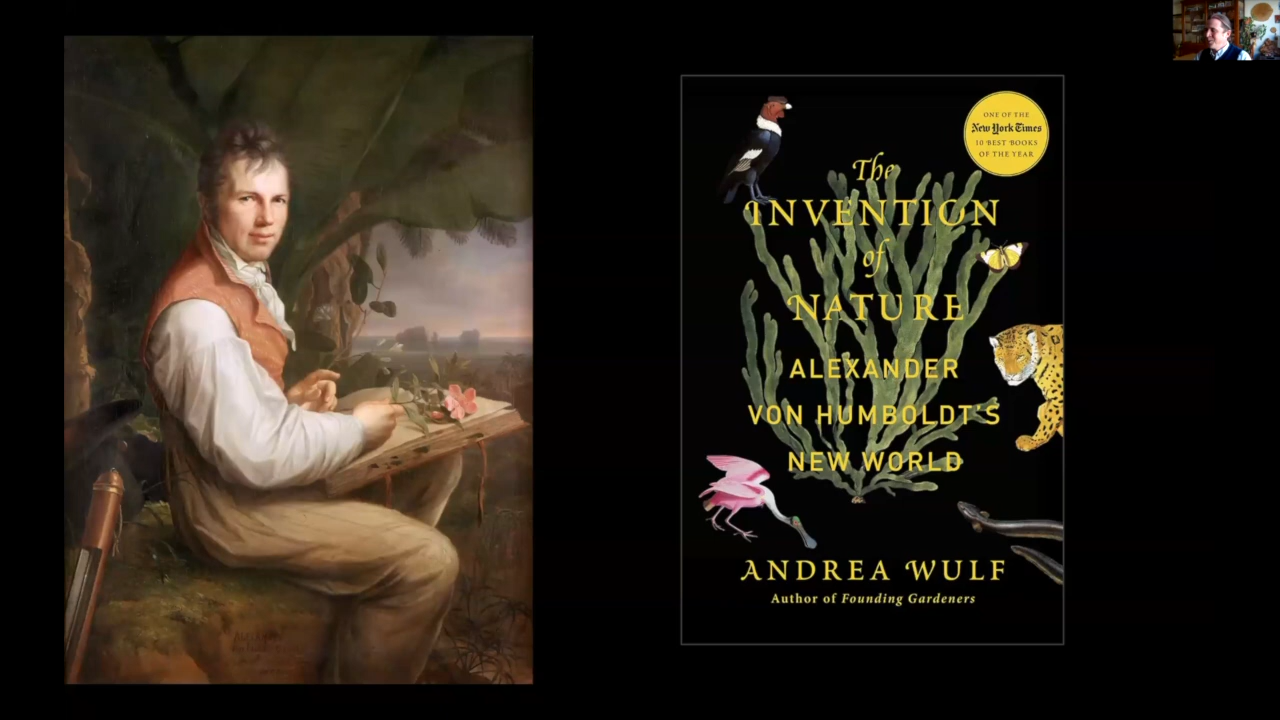 ONE OF THE
New York Times
10 BEST BOOKS
OF THE YEAR
The
INVENTION
of
NATURE
ALEXANDER
VON HUMBOLDT'S
NEW WORLD
ANDREA WULF
Author of Founding Gardeners